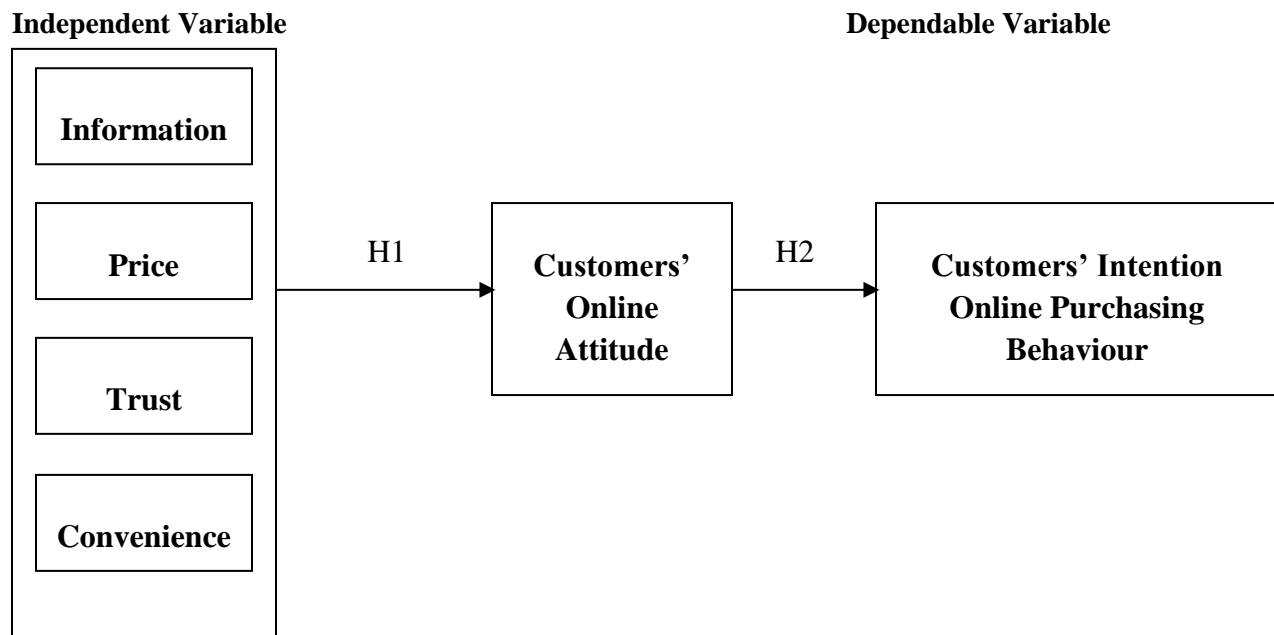 Independent Variable
Dependable Variable
Information
Price
Trust
Convenience
H1
Customers’
Online
Attitude
H2
Customers’ Intention
Online Purchasing
Behaviour